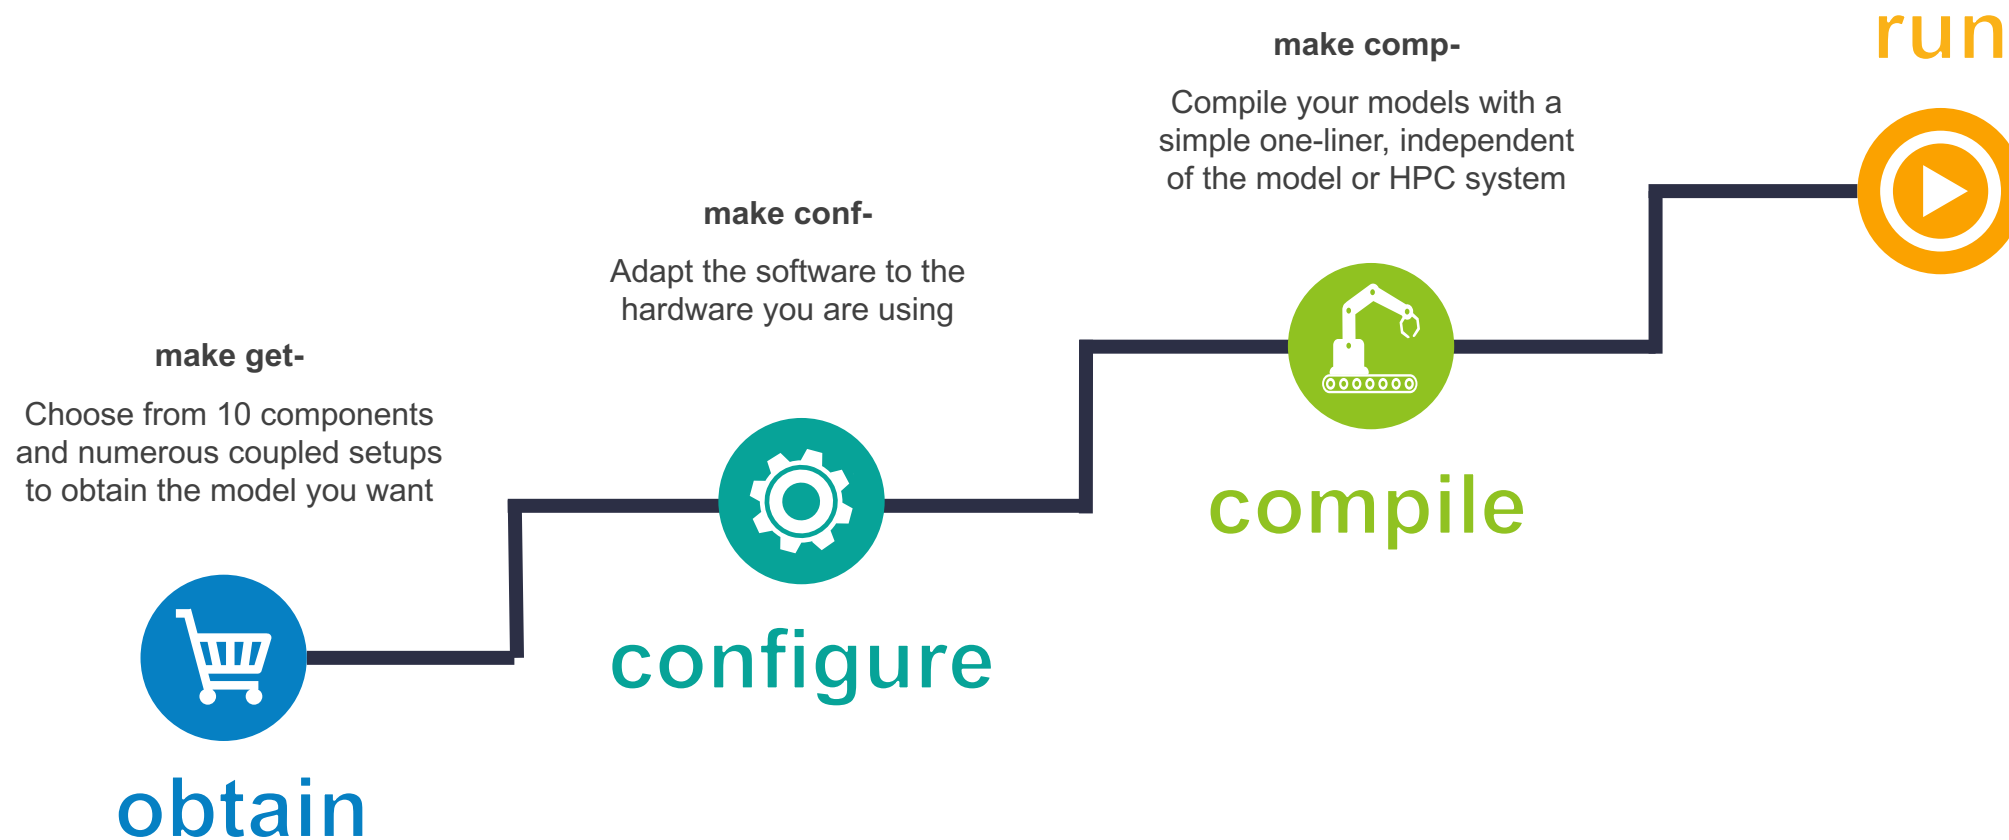 make get-
Choose from 10 components
and numerous coupled setups
to obtain the model you want
obtain
make conf-
Adapt the software to the
hardware you are using
configure
make comp-
Compile your models with a
simple one-liner, independent
of the model or HPC system
compile
run